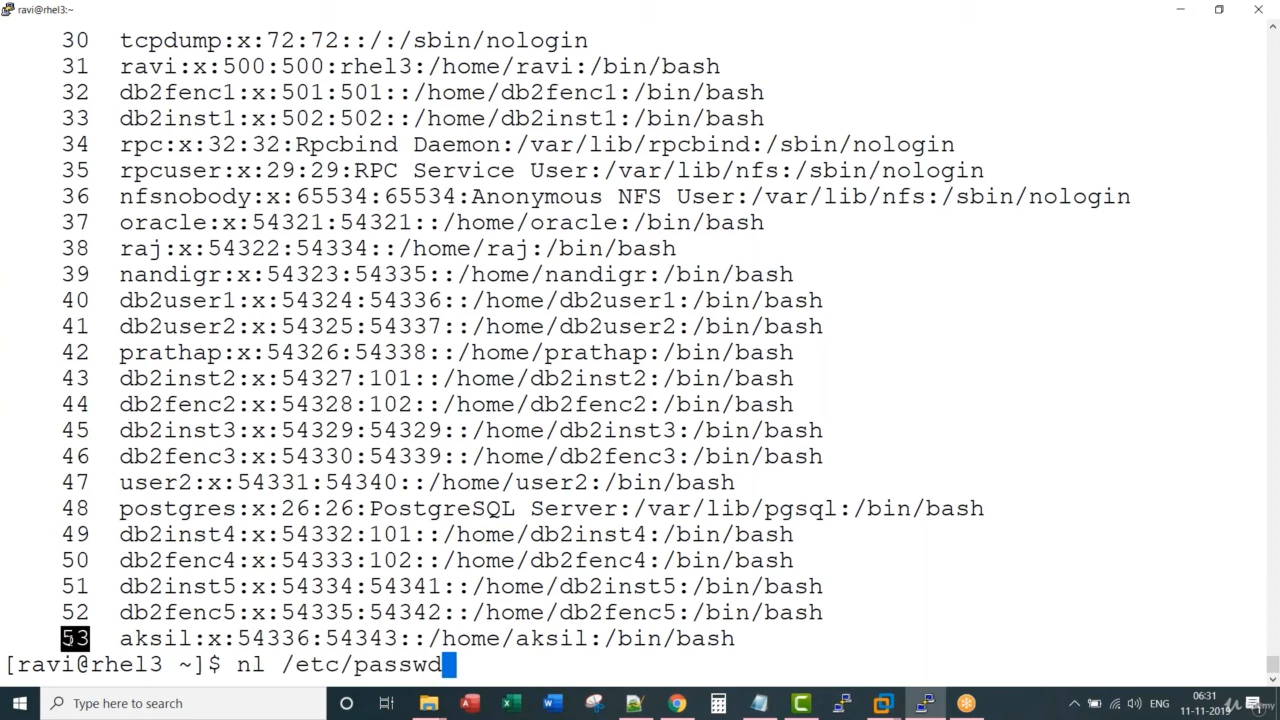 ravi@rhel3:~
30 tcpdump:x:72:72::/:/sbin/nologin
31 ravi:x:500:500:rhel3:/home/ravi:/bin/bash
32 db2fenc1:x:501:501::/home/db2fenc1:/bin/bash
33 db2inst1:x:502:502::/home/db2inst1:/bin/bash
34 rpc:x:32:32:Rpcbind Daemon:/var/lib/rpcbind:/sbin/nologin
35 rpcuser:x:29:29:RPC Service User:/var/lib/nfs:/sbin/nologin
36 nfsnobody:x:65534:65534:Anonymous NFS User:/var/lib/nfs:/sbin/nologin
37 oracle:x:54321:54321::/home/oracle:/bin/bash
38 raj:x:54322:54334::/home/raj:/bin/bash
39 nandigr:x:54323:54335::/home/nandigr:/bin/bash
40 db2user1:x:54324:54336::/home/db2user1:/bin/bash
41 db2user2:x:54325:54337::/home/db2user2:/bin/bash
42 prathap:x:54326:54338::/home/prathap:/bin/bash
43 db2inst2:x:54327:101::/home/db2inst2:/bin/bash
44 db2fenc2:x:54328:102::/home/db2fenc2:/bin/bash
45 db2inst3:x:54329:54329::/home/db2inst3:/bin/bash
46 db2fenc3:x:54330:54339::/home/db2fenc3:/bin/bash
47 user2:x:54331:54340::/home/user2:/bin/bash
48 postgres:x:26:26:PostgreSQL Server:/var/lib/pgsql:/bin/bash
49 db2inst4:x:54332:101::/home/db2inst4:/bin/bash
50 db2fenc4:x:54333:102::/home/db2fenc4:/bin/bash
51 db2inst5:x:54334:54341::/home/db2inst5:/bin/bash
52 db2fenc5:x:54335:54342::/home/db2fenc5:/bin/bash
53 aksil:x:54336:54343::/home/aksil:/bin/bash
[ravi@rhel3 ~]$ nl /etc/passwd
Type here to search
ENG
06:31
11-11-2019